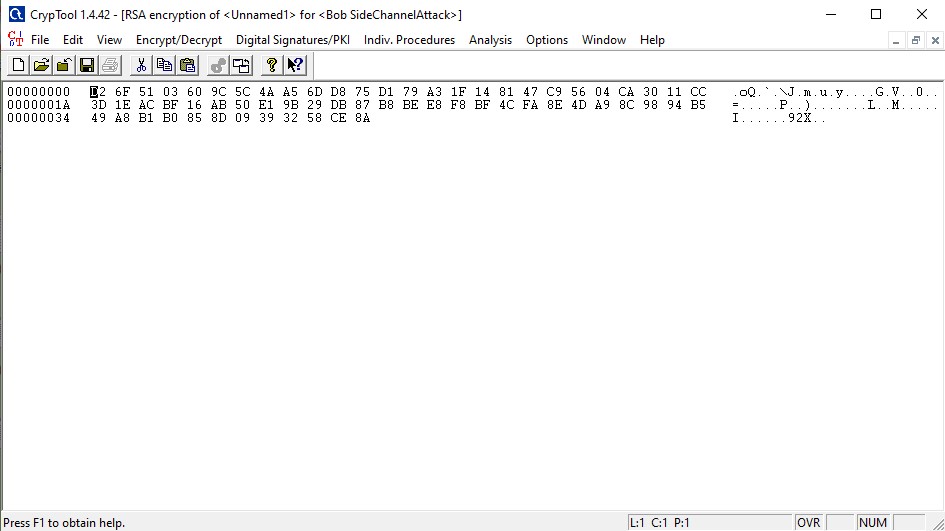 CrypTool 1.4.42 - [RSA encryption of <Unnamed1> for <Bob SideChannelAttack>]
File Edit View Encrypt/Decrypt Digital Signatures/PKI Indiv. Procedures Analysis Options Window Help
00000000 D2 6F 51 03 60 9C 5C 4A A5 6D D8 75 D1 79 A3 1F 14 81 47 C9 56 04 CA 30 11 CC .oQ.`.\J.m.u.y....G.V..0..
0000001A 3D 1E AC BF 16 AB 50 E1 9B 29 DB 87 B8 BE E8 F8 BF 4C FA 8E 4D A9 8C 98 94 B5 =.....P..).......L..M.....
00000034 49 A8 B1 B0 85 8D 09 39 32 58 CE 8A I......92X..
Press F1 to obtain help. L:1 C:1 P:1 OVR NUM